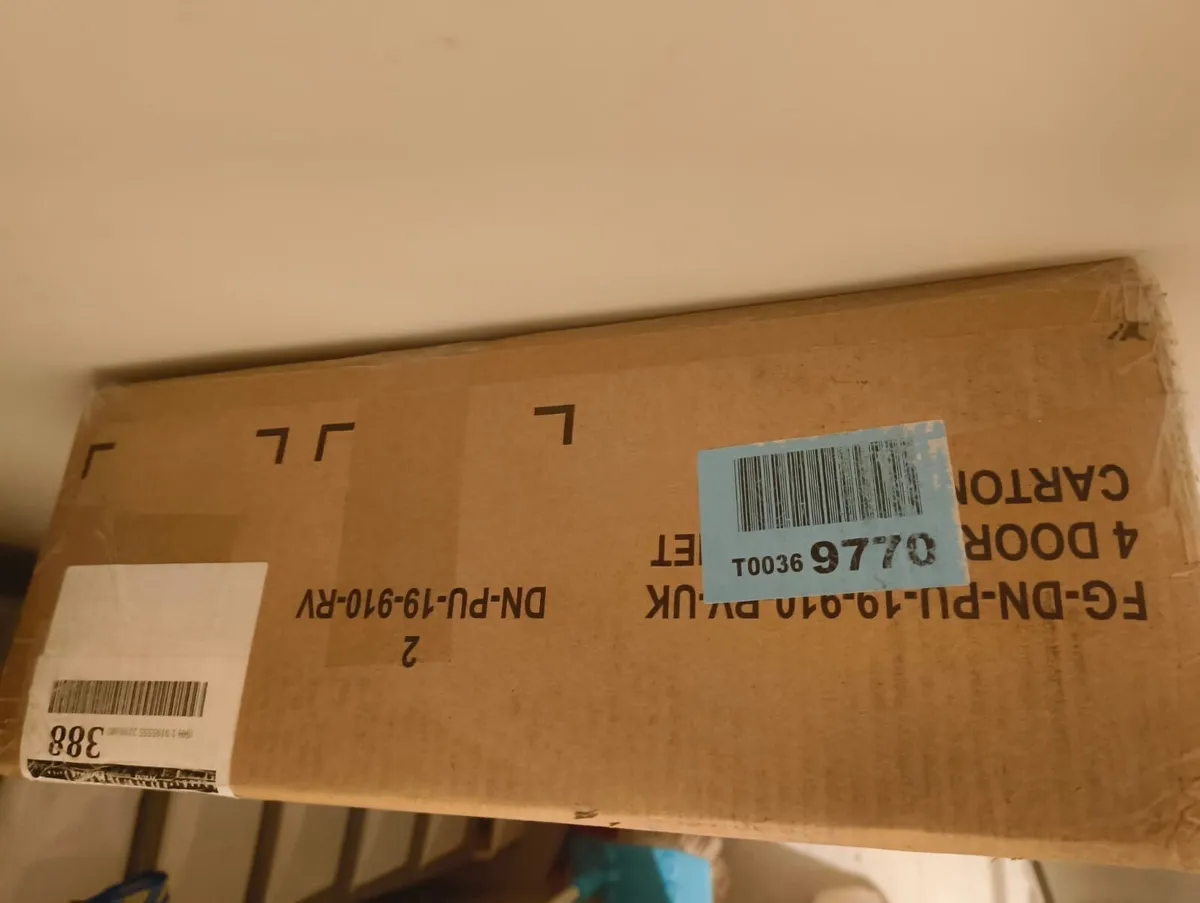 FG-DN-PU-19-910-RV-UK
4 DOOR
CARTON
T0036 9770
2
DN-PU-19-910-RV
388